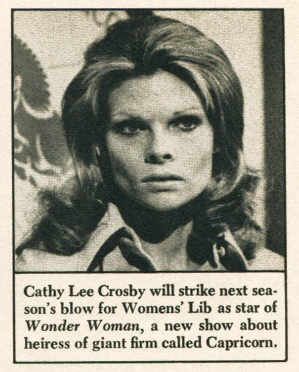 Cathy Lee Crosby will strike next sea-
son's blow for Womens' Lib as star of
Wonder Woman, a new show about
heiress of giant firm called Capricorn.